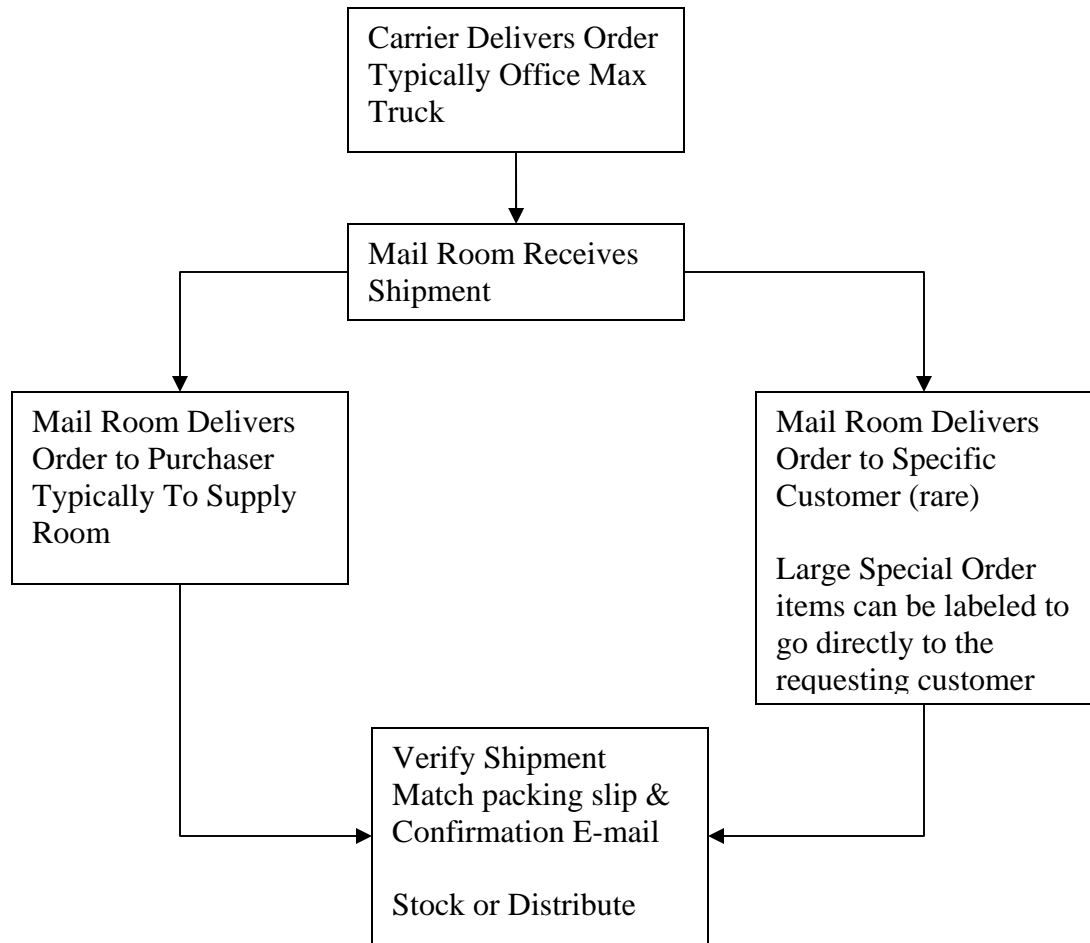 Carrier Delivers Order
Typically Office Max
Truck
Mail Room Receives
Shipment
Mail Room Delivers
Order to Purchaser
Typically To Supply
Room
Mail Room Delivers
Order to Specific
Customer (rare)
Large Special Order
items can be labeled to
go directly to the
requesting customer
Verify Shipment
Match packing slip &
Confirmation E-mail
Stock or Distribute